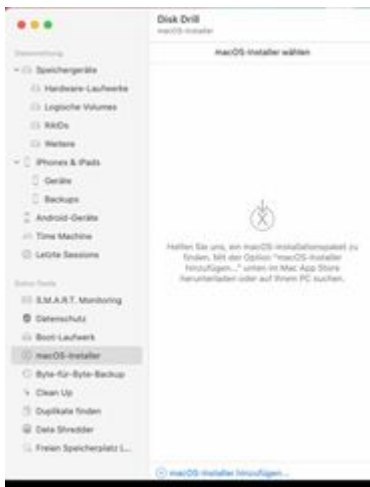 Disk Drill
macOS-Installer
macOS-Installer wählen
Datenrettung
Speichergeräte
Hardware-Laufwerke
Logische Volumes
RAIDs
Weitere
iPhones & iPads
Geräte
Backups
Android-Geräte
Time Machine
Letzte Sessions
Extra-Tools
S.M.A.R.T. Monitoring
Datenschutz
Boot-Laufwerk
macOS-Installer
Byte-für-Byte-Backup
Clean Up
Duplikate finden
Data Shredder
Freien Speicherplatz L...
Helfen Sie uns, ein macOS-Installationspaket zu
finden. Mit der Option "macOS-Installer
hinzufügen..." unten im Mac App Store
herunterladen oder auf Ihrem PC suchen.
macOS-Installer hinzufügen...